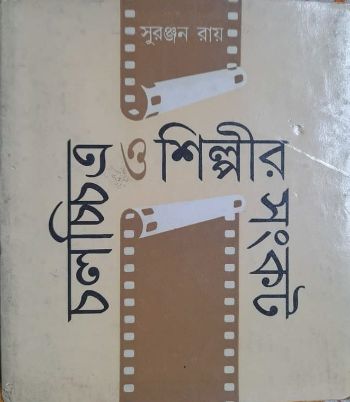 সুরঞ্জন রায়
চলচ্চিত্র
ও শিল্পীর
সংকট